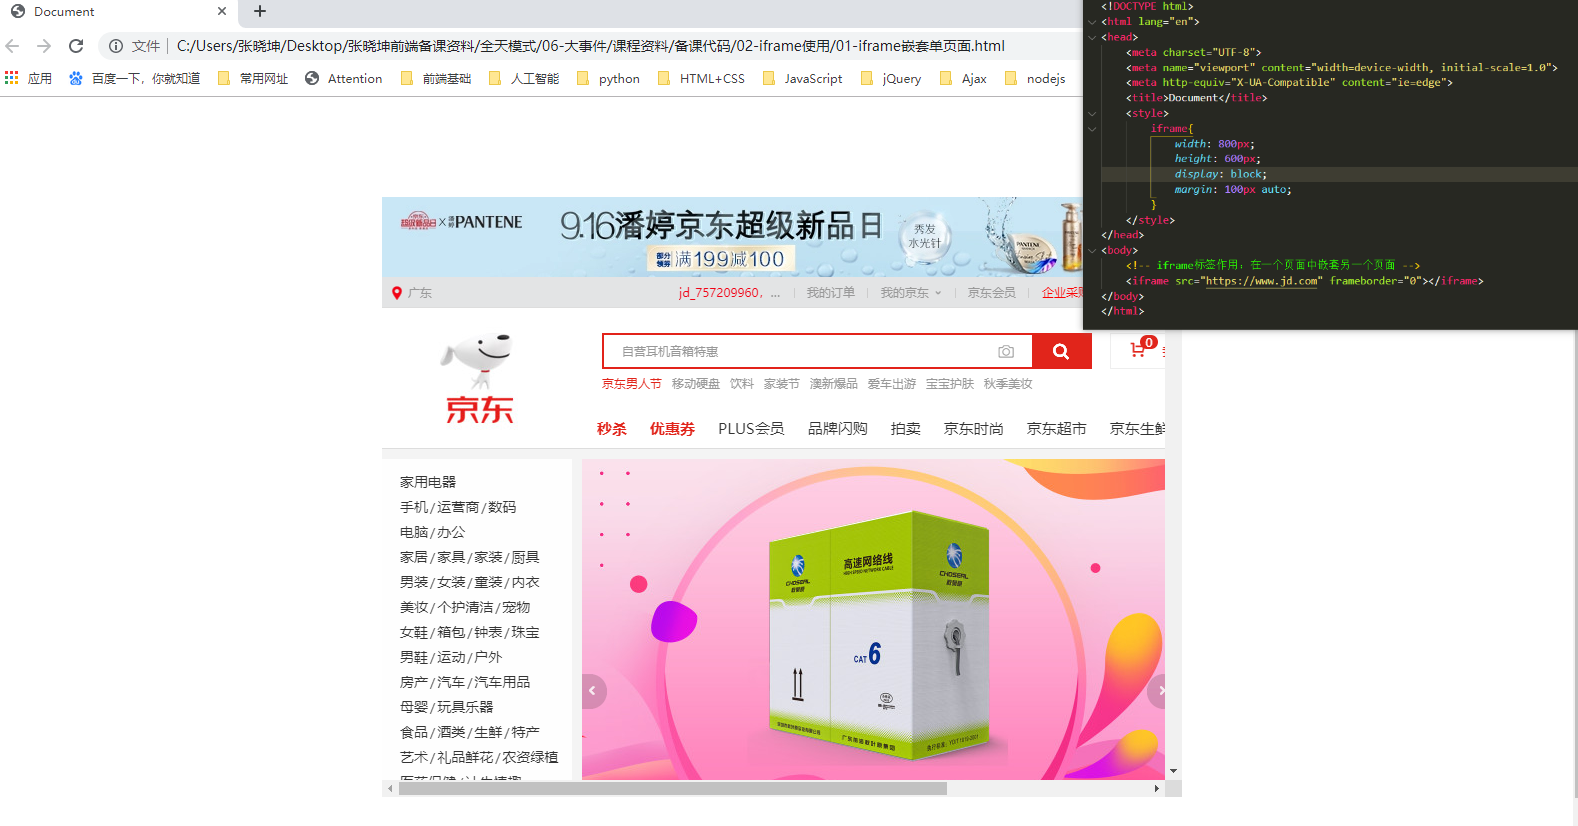 Document
文件 | C:/Users/张晓坤/Desktop/张晓坤前端备课资料/全天模式/06-大事件/课程资料/备课代码/02-iframe使用/01-iframe嵌套单页面.html
应用 百度一下，你就知道 常用网址 Attention 前端基础 人工智能 python HTML+CSS JavaScript jQuery Ajax nodejs
<!DOCTYPE html>
<html lang="en">
<head>
<meta charset="UTF-8">
<meta name="viewport" content="width=device-width, initial-scale=1.0">
<meta http-equiv="X-UA-Compatible" content="ie=edge">
<title>Document</title>
<style>
iframe{
width: 800px;
height: 600px;
display: block;
margin: 100px auto;
}
</style>
</head>
<body>
<!-- iframe标签作用：在一个页面中嵌套另一个页面 -->
<iframe src="https://www.jd.com" frameborder="0"></iframe>
</body>
</html>
超级新品日 × 潘婷 PANTENE
9.16潘婷京东超级新品日
部分领券 满199减100
秀发
水光针
PANTENE
广东 jd_757209960，... 我的订单 我的京东 京东会员 企业采购
京东
自营耳机音箱特惠
0
京东男人节 移动硬盘 饮料 家装节 澳新爆品 爱车出游 宝宝护肤 秋季美妆
秒杀 优惠券 PLUS会员 品牌闪购 拍卖 京东时尚 京东超市 京东生鲜
家用电器
手机/运营商/数码
电脑/办公
家居/家具/家装/厨具
男装/女装/童装/内衣
美妆/个护清洁/宠物
女鞋/箱包/钟表/珠宝
男鞋/运动/户外
房产/汽车/汽车用品
母婴/玩具乐器
食品/酒类/生鲜/特产
艺术/礼品鲜花/农资绿植
高速网络线
HIGH SPEED NETWORK CABLE
CHOSEAL
CHOSEAL
CAT 6